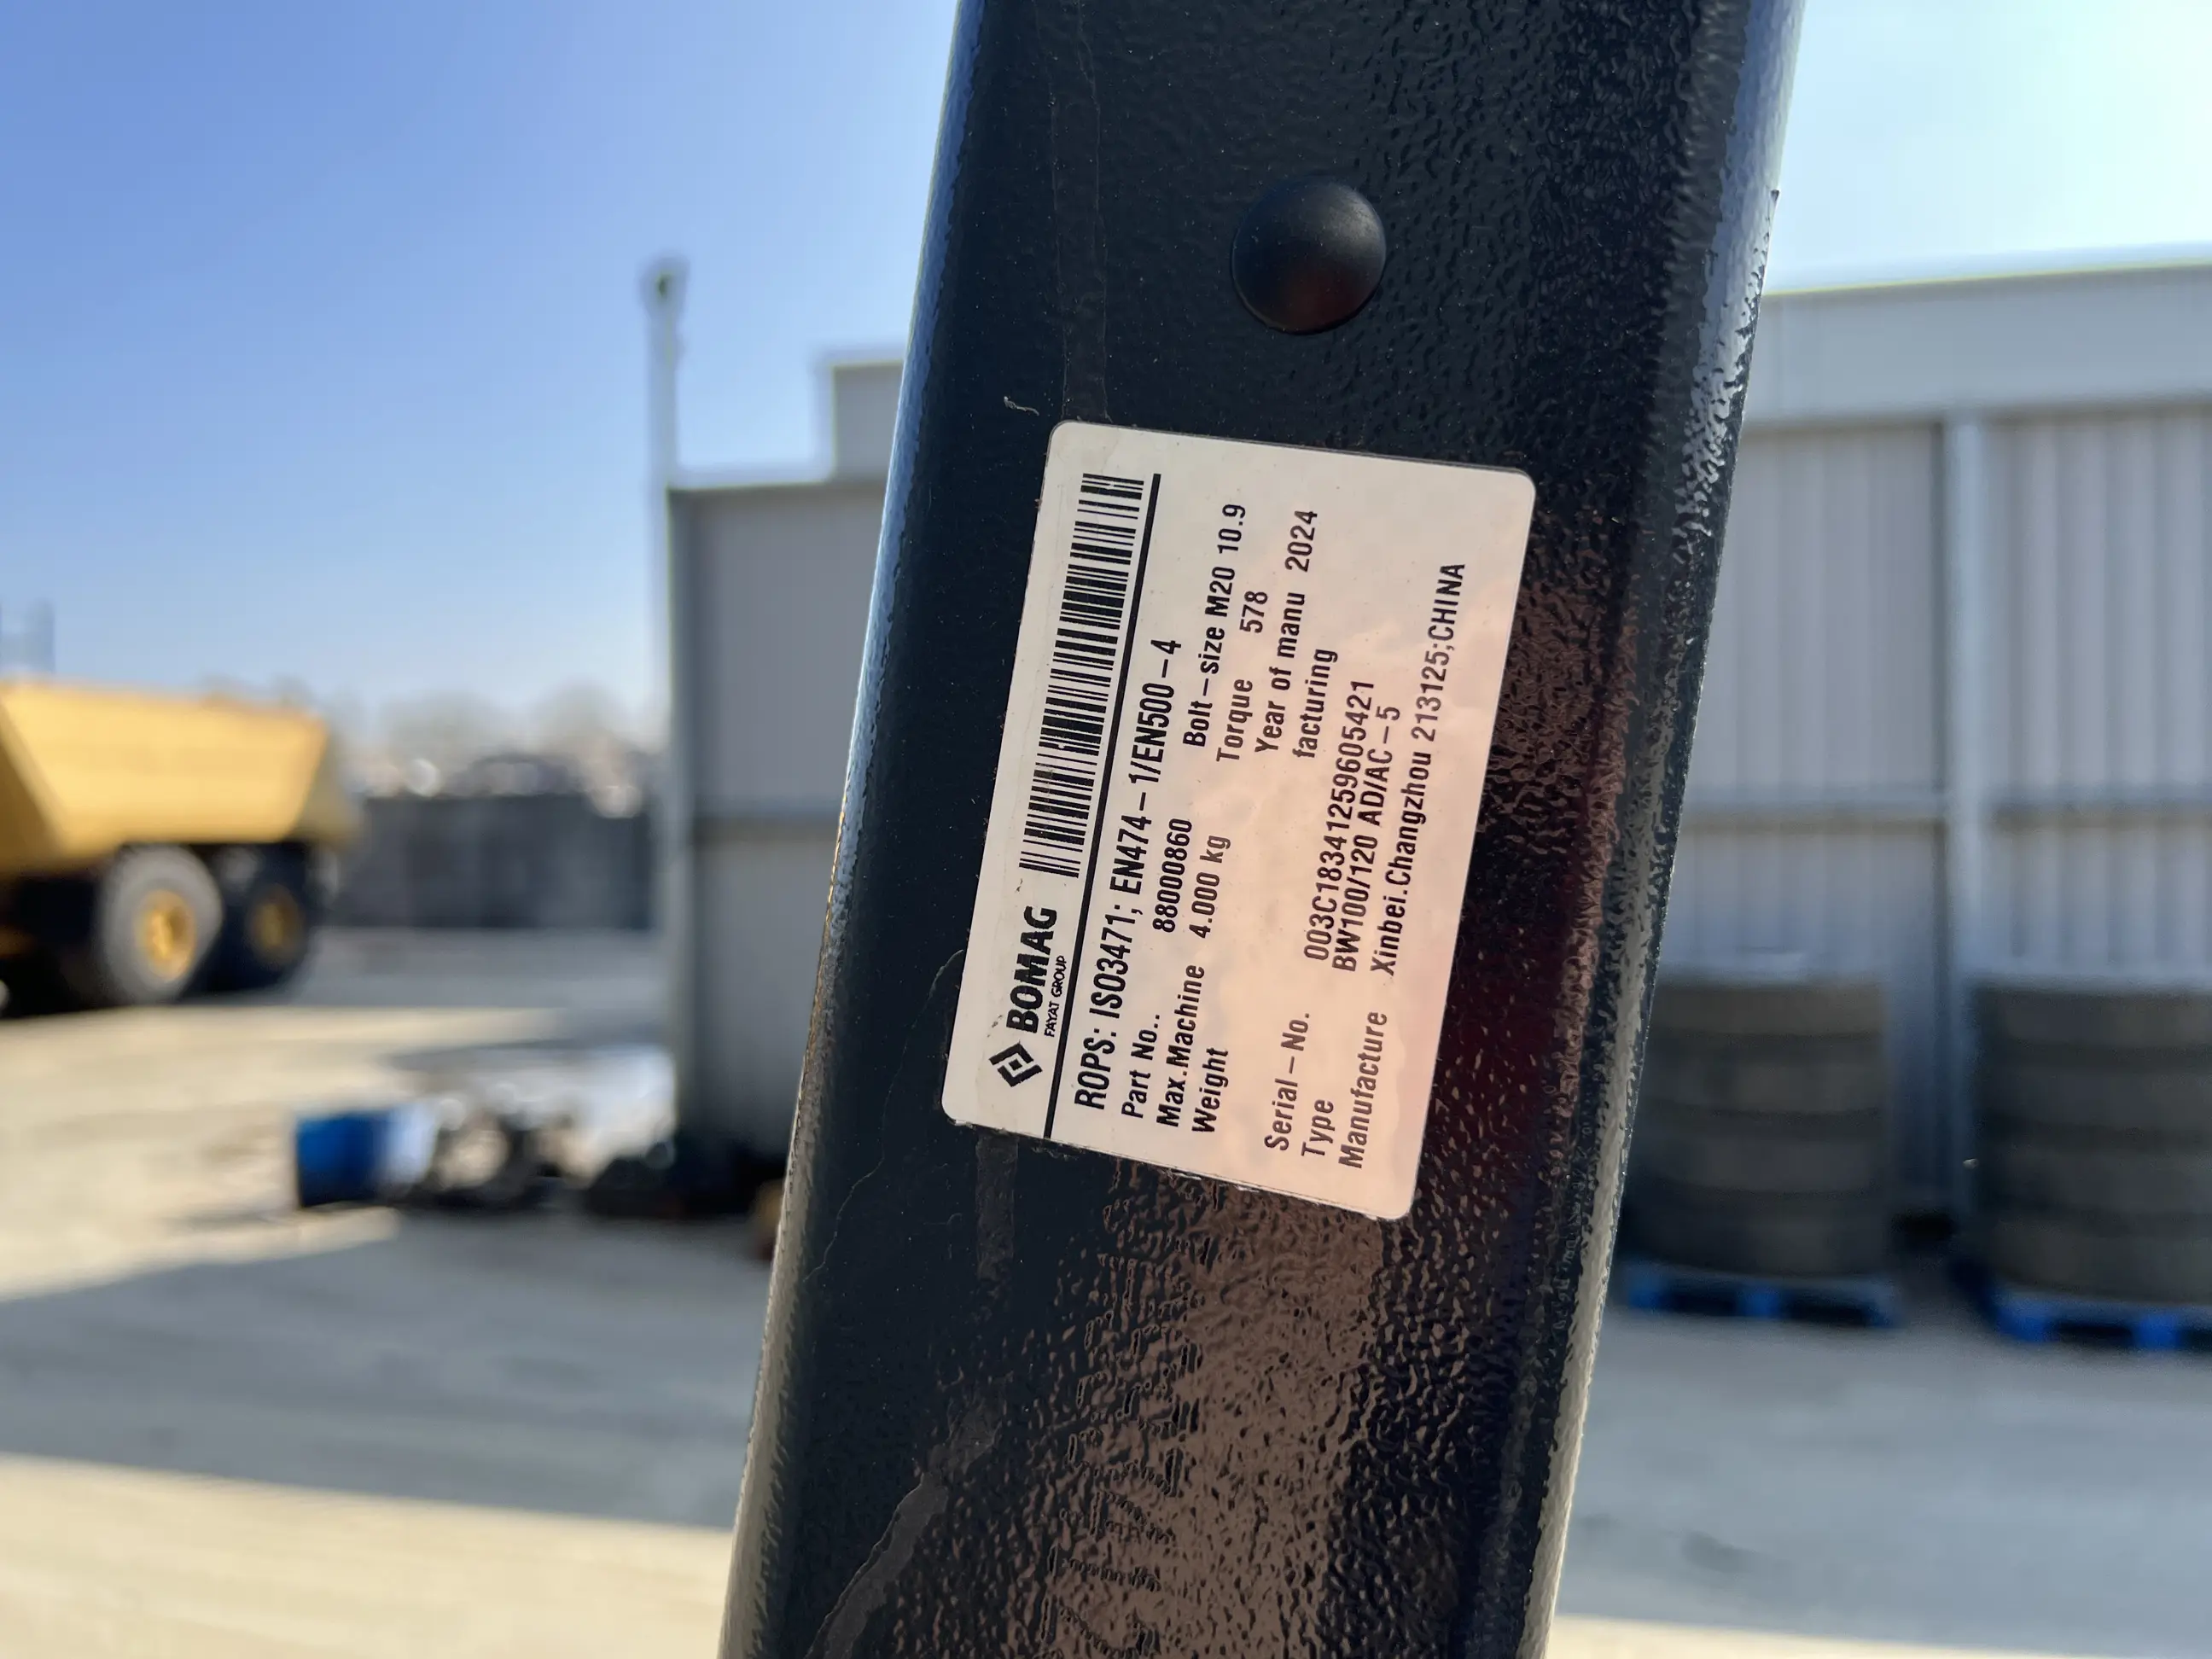 BOMAG
FAYAT GROUP
ROPS: ISO3471; EN474-1/EN500-4
Part No.. 88000860 Bolt-size M20 10.9
Max.Machine 4.000 kg Torque 578
Weight Year of manu 2024
facturing
Serial-No. 003C18341259605421
Type BW100/120 AD/AC-5
Manufacture Xinbei.Changzhou 213125;CHINA